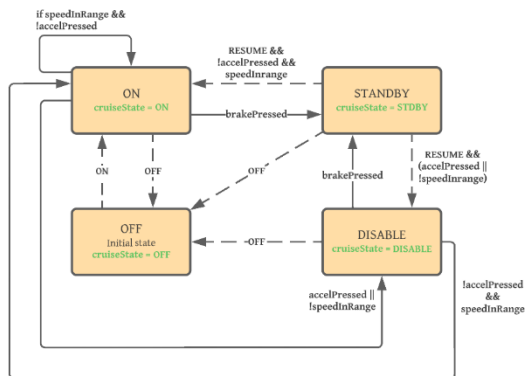 if speedInRange &&
!accelPressed
RESUME &&
!accelPressed &&
speedInrange
ON
cruiseState = ON
STANDBY
cruiseState = STDBY
brakePressed
ON
OFF
OFF
brakePressed
RESUME &&
(accelPressed ||
!speedInrange)
OFF
Initial state
cruiseState = OFF
OFF
DISABLE
cruiseState = DISABLE
accelPressed ||
!speedInRange
!accelPressed
&&
speedInRange